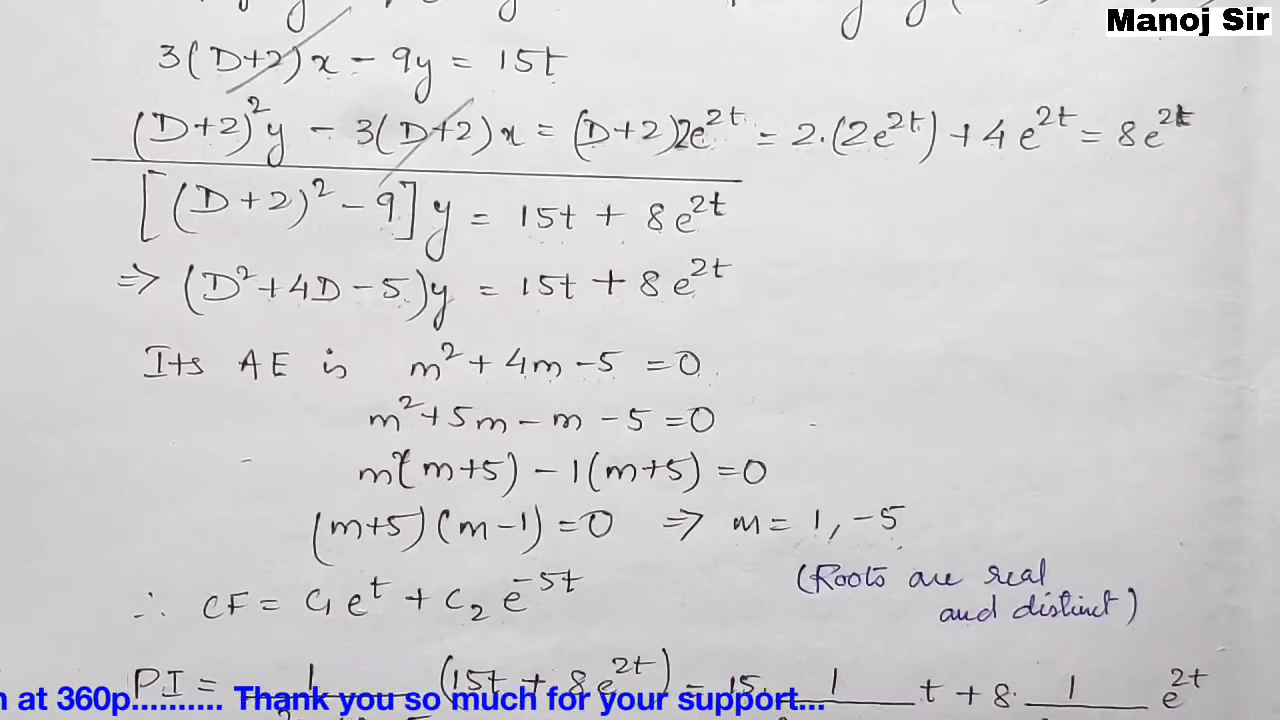 Manoj Sir
3(D+2)x - 9y = 15t
(D+2)²y - 3(D+2)x = (D+2)2e^2t = 2.(2e^2t) + 4e^2t = 8e^2t
[(D+2)² - 9]y = 15t + 8e^2t
⇒ (D²+4D-5)y = 15t + 8e^2t
Its AE is m² + 4m - 5 = 0
m² + 5m - m - 5 = 0
m(m+5) - 1(m+5) = 0
(m+5)(m-1) = 0 ⇒ m = 1, -5
(Roots are real
and distinct)
∴ CF = C₁e^t + C₂e^-5t
PI = 1 (15t + 8e^2t) = 15. 1 t + 8. 1 e^2t
at 360p.......... Thank you so much for your support...